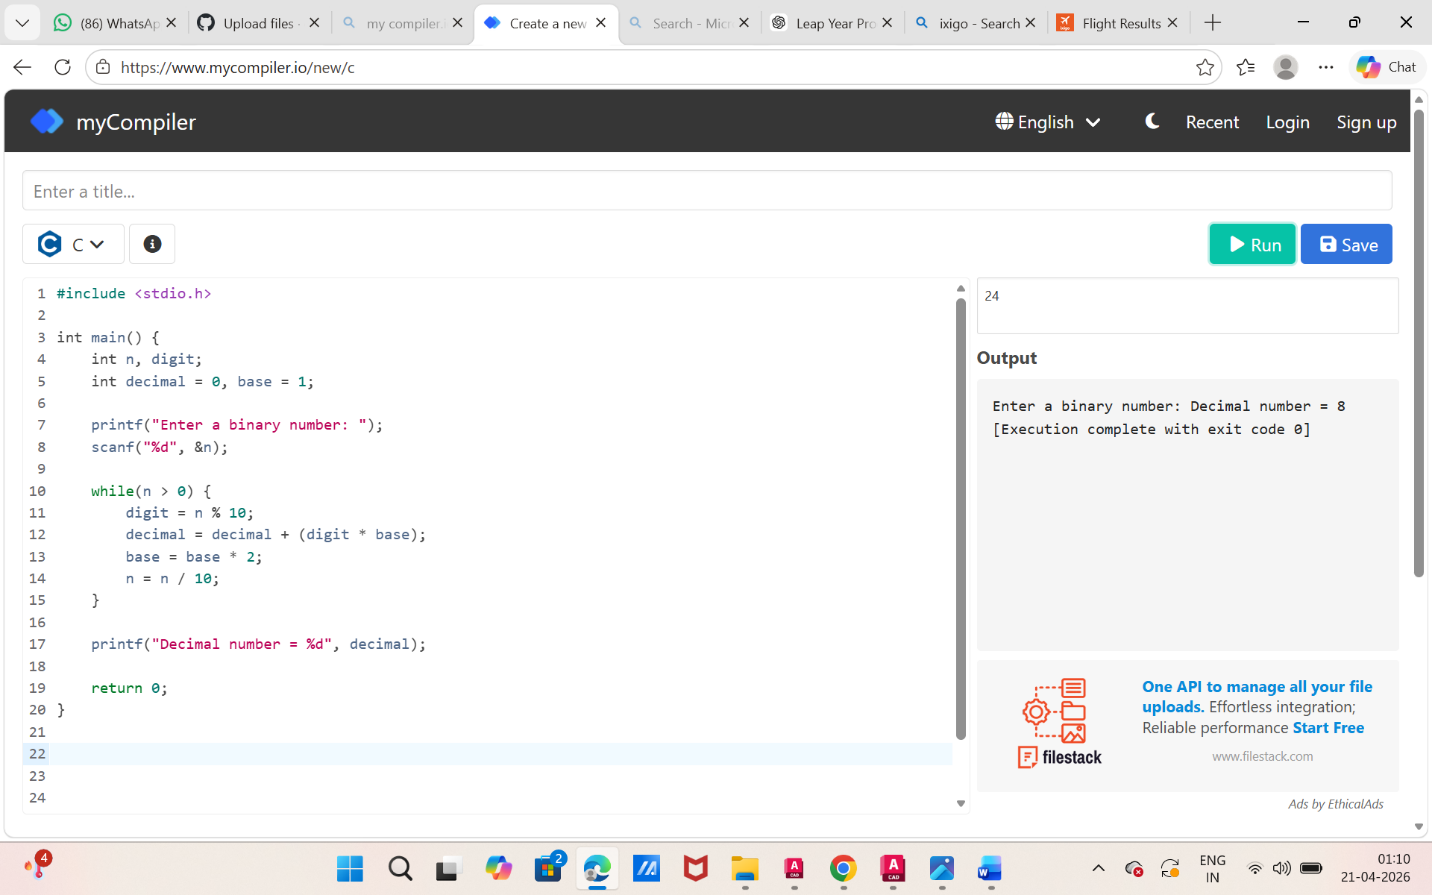 (86) WhatsAp
Upload files -
my compiler.
Create a new
Search - Micr
Leap Year Pro
ixigo - Search
Flight Results
https://www.mycompiler.io/new/c
Chat
myCompiler
English
Recent
Login
Sign up
Enter a title...
C
Run
Save
1 #include <stdio.h>
2
3 int main() {
4 int n, digit;
5 int decimal = 0, base = 1;
6
7 printf("Enter a binary number: ");
8 scanf("%d", &n);
9
10 while(n > 0) {
11 digit = n % 10;
12 decimal = decimal + (digit * base);
13 base = base * 2;
14 n = n / 10;
15 }
16
17 printf("Decimal number = %d", decimal);
18
19 return 0;
20 }
21
22
23
24
24
Output
Enter a binary number: Decimal number = 8
[Execution complete with exit code 0]
filestack
One API to manage all your file
uploads. Effortless integration;
Reliable performance Start Free
www.filestack.com
Ads by EthicalAds
4
2
A
CAD
A
CAD
W
ENG
IN
01:10
21-04-2026